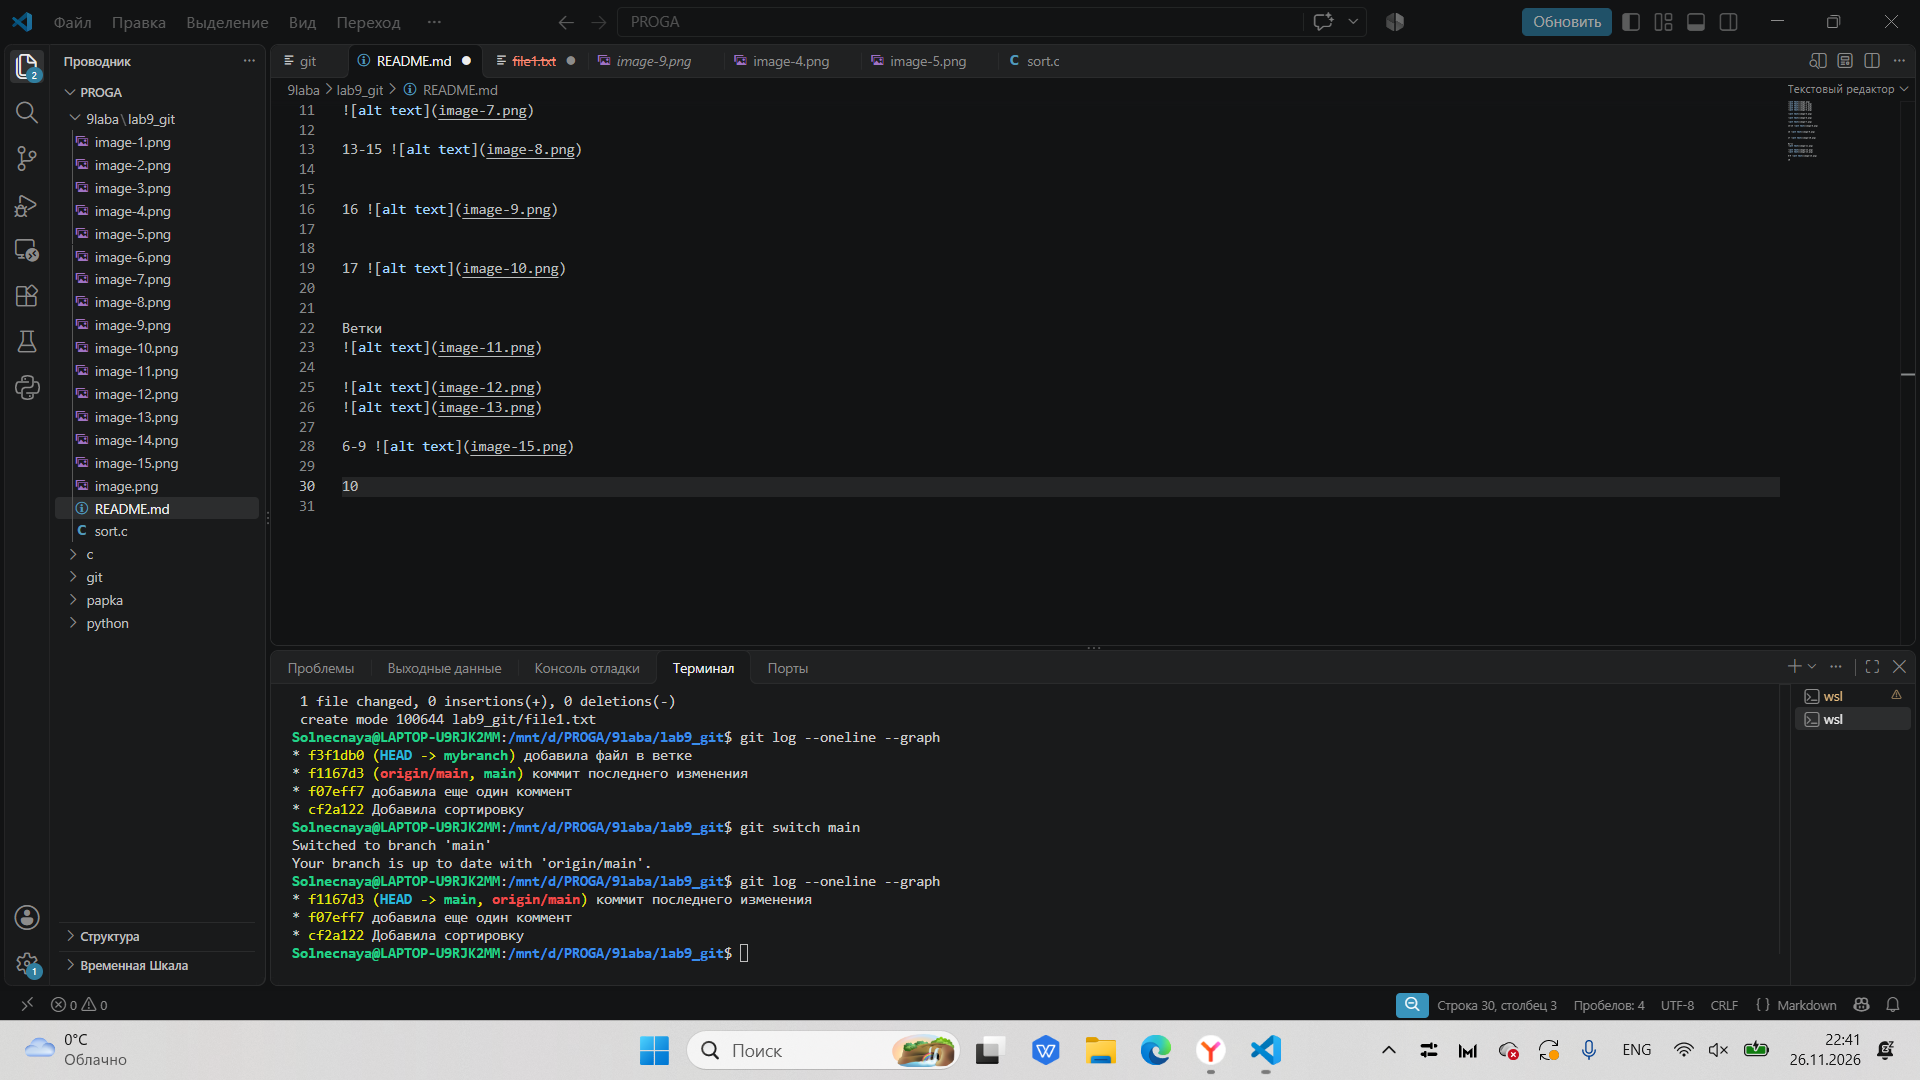 Файл Правка Выделение Вид Переход ··· PROGA Обновить
Проводник ···
PROGA
9laba\lab9_git
image-1.png
image-2.png
image-3.png
image-4.png
image-5.png
image-6.png
image-7.png
image-8.png
image-9.png
image-10.png
image-11.png
image-12.png
image-13.png
image-14.png
image-15.png
image.png
README.md
sort.c
c
git
papka
python
Структура
Временная Шкала
2
1
git README.md file1.txt image-9.png image-4.png image-5.png sort.c
9laba > lab9_git > README.md
Текстовый редактор
11 ![alt text](image-7.png)
12
13 13-15 ![alt text](image-8.png)
14
15
16 16 ![alt text](image-9.png)
17
18
19 17 ![alt text](image-10.png)
20
21
22 Ветки
23 ![alt text](image-11.png)
24
25 ![alt text](image-12.png)
26 ![alt text](image-13.png)
27
28 6-9 ![alt text](image-15.png)
29
30 10
31
Проблемы Выходные данные Консоль отладки Терминал Порты
wsl
wsl
1 file changed, 0 insertions(+), 0 deletions(-)
create mode 100644 lab9_git/file1.txt
Solnecnaya@LAPTOP-U9RJK2MM:/mnt/d/PROGA/9laba/lab9_git$ git log --oneline --graph
* f3f1db0 (HEAD -> mybranch) добавила файл в ветке
* f1167d3 (origin/main, main) коммит последнего изменения
* f07eff7 добавила еще один коммент
* cf2a122 Добавила сортировку
Solnecnaya@LAPTOP-U9RJK2MM:/mnt/d/PROGA/9laba/lab9_git$ git switch main
Switched to branch 'main'
Your branch is up to date with 'origin/main'.
Solnecnaya@LAPTOP-U9RJK2MM:/mnt/d/PROGA/9laba/lab9_git$ git log --oneline --graph
* f1167d3 (HEAD -> main, origin/main) коммит последнего изменения
* f07eff7 добавила еще один коммент
* cf2a122 Добавила сортировку
Solnecnaya@LAPTOP-U9RJK2MM:/mnt/d/PROGA/9laba/lab9_git$
0 0 Строка 30, столбец 3 Пробелов: 4 UTF-8 CRLF {} Markdown
0°C
Облачно
Поиск
ENG
22:41
26.11.2026